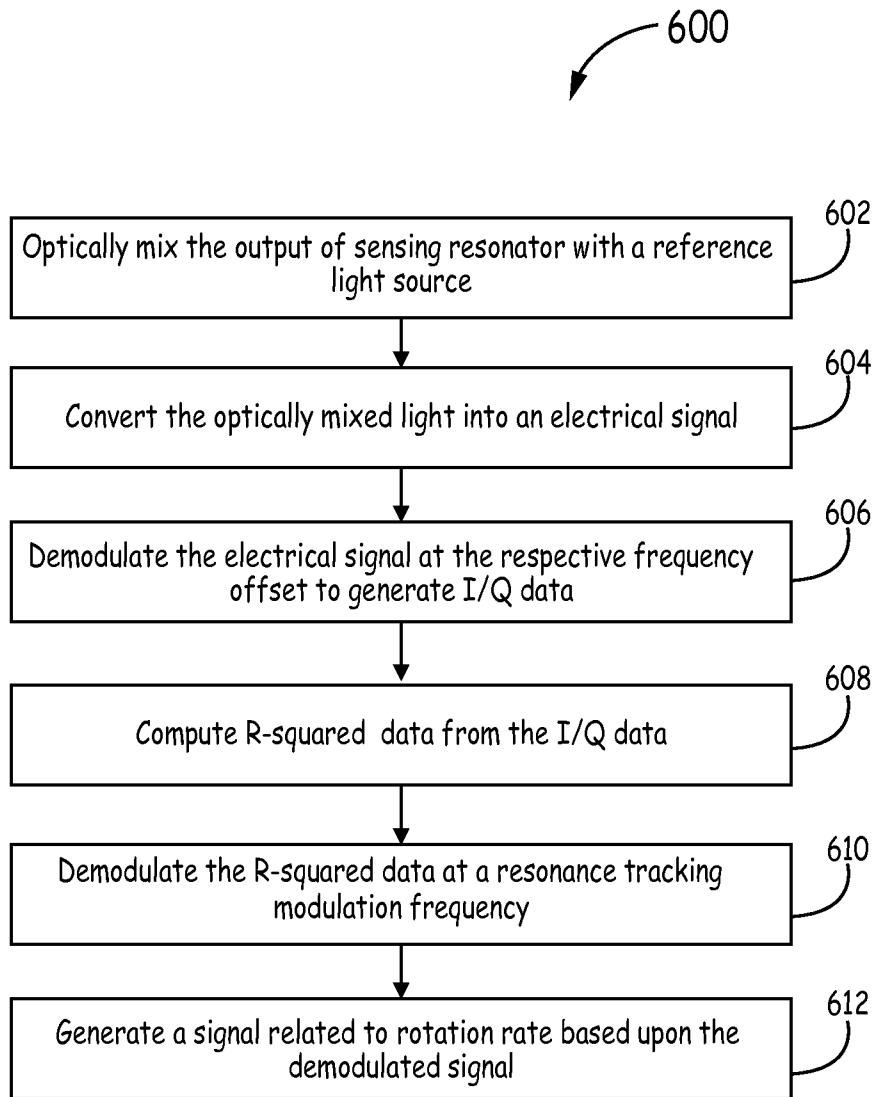 600
602
Optically mix the output of sensing resonator with a reference
light source
604
Convert the optically mixed light into an electrical signal
606
Demodulate the electrical signal at the respective frequency
offset to generate I/Q data
608
Compute R-squared data from the I/Q data
610
Demodulate the R-squared data at a resonance tracking
modulation frequency
612
Generate a signal related to rotation rate based upon the
demodulated signal